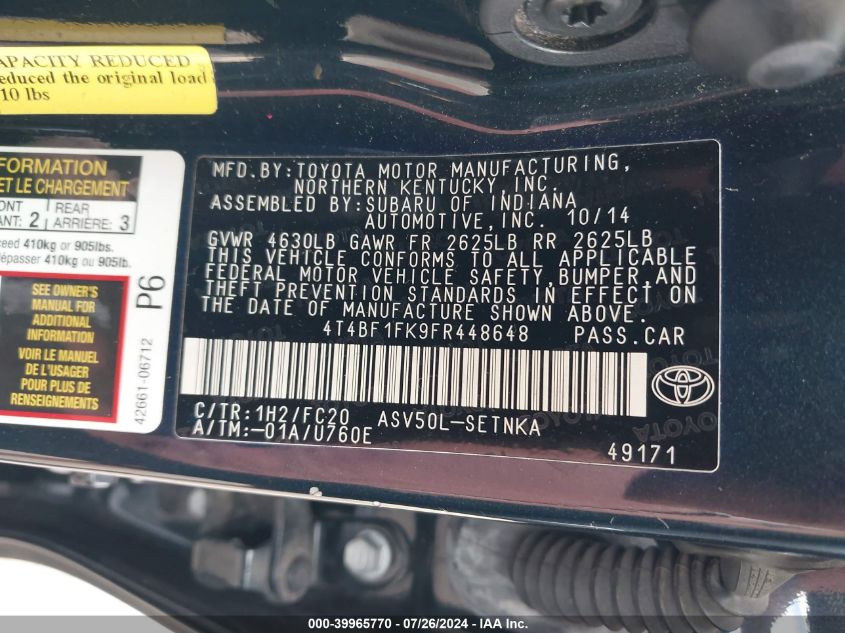 CAPACITY REDUCED
reduced the original load
10 lbs
FORMATION
ET LE CHARGEMENT
ONT REAR
ANT: 2 ARRIÈRE: 3
ceed 410kg or 905lbs.
dépasser 410kg ou 905lb.
SEE OWNER'S
MANUAL FOR
ADDITIONAL
INFORMATION
VOIR LE MANUEL
DE L'USAGER
POUR PLUS DE
RENSEIGNEMENTS
42661-06712
P6
MFD.BY:TOYOTA MOTOR MANUFACTURING,
NORTHERN KENTUCKY,INC.
ASSEMBLED BY:SUBARU OF INDIANA
AUTOMOTIVE,INC. 10/14
GVWR 4630LB GAWR FR 2625LB RR 2625LB
THIS VEHICLE CONFORMS TO ALL APPLICABLE
FEDERAL MOTOR VEHICLE SAFETY,BUMPER,AND
THEFT PREVENTION STANDARDS IN EFFECT ON
THE DATE OF MANUFACTURE SHOWN ABOVE.
4T4BF1FK9FR448648 PASS.CAR
C/TR:1H2/FC20 ASV50L-SETNKA
A/TM:-01A/U760E
49171
000-39965770 - 07/26/2024 - IAA Inc.